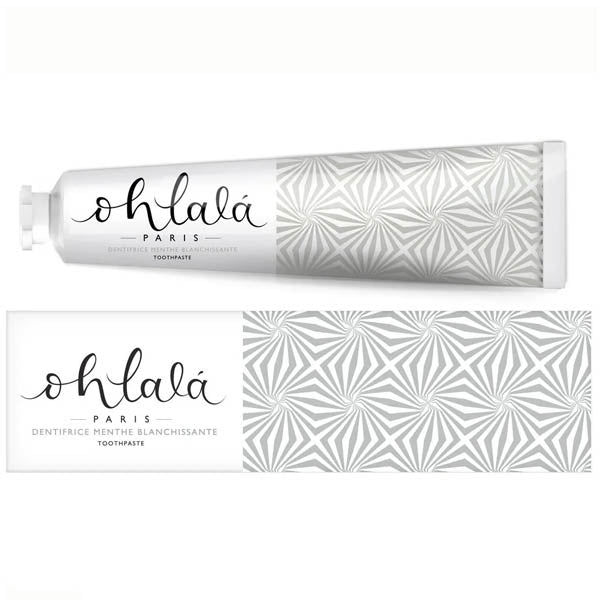 ohlalá
PARIS
DENTIFRICE MENTHE BLANCHISSANTE
TOOTHPASTE
ohlalá
PARIS
DENTIFRICE MENTHE BLANCHISSANTE
TOOTHPASTE